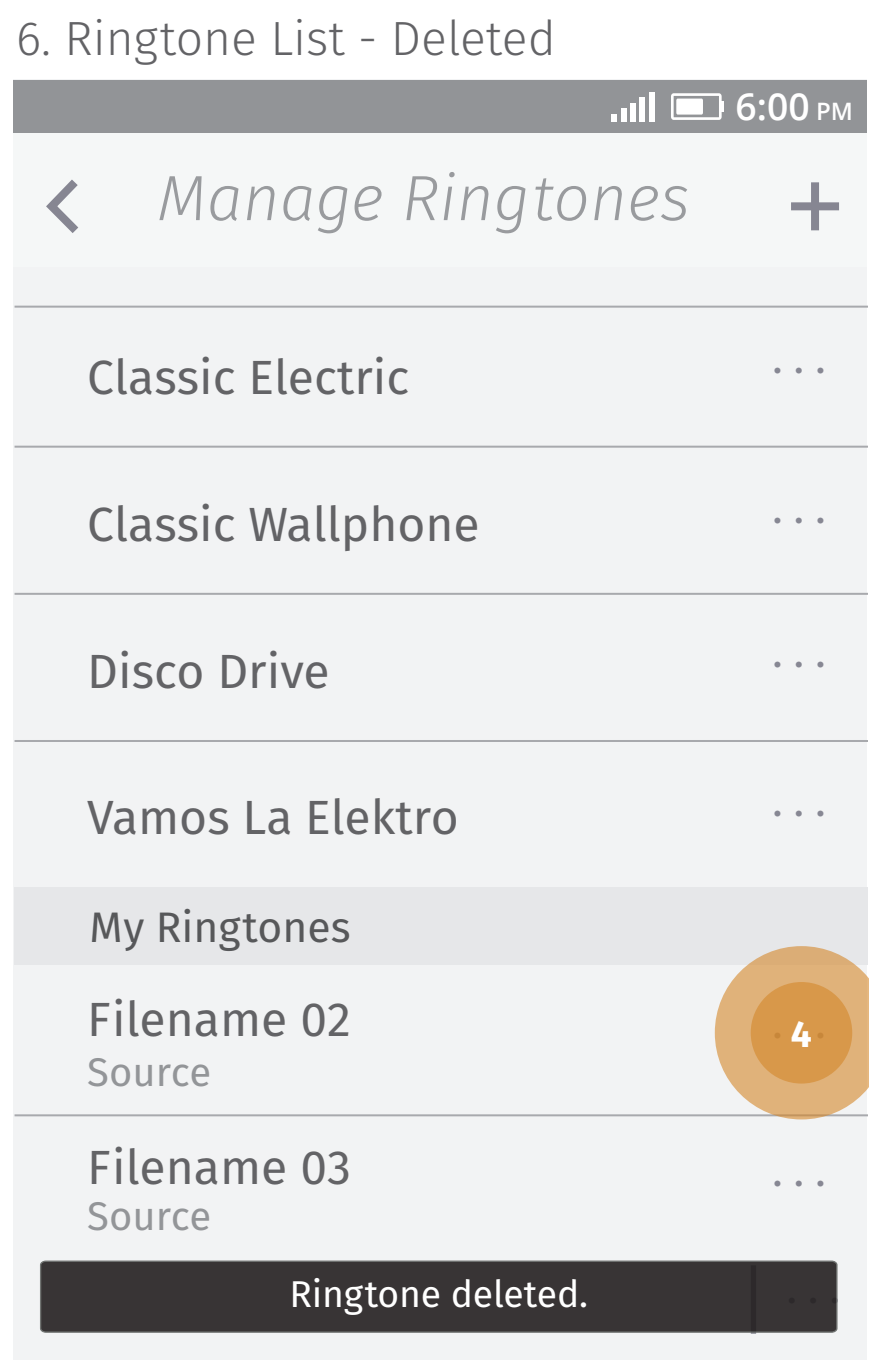 6. Ringtone List - Deleted
6:00 PM
Manage Ringtones
Classic Electric
Classic Wallphone
Disco Drive
Vamos La Elektro
My Ringtones
Filename 02
4
Source
Filename 03
Source
Ringtone deleted.